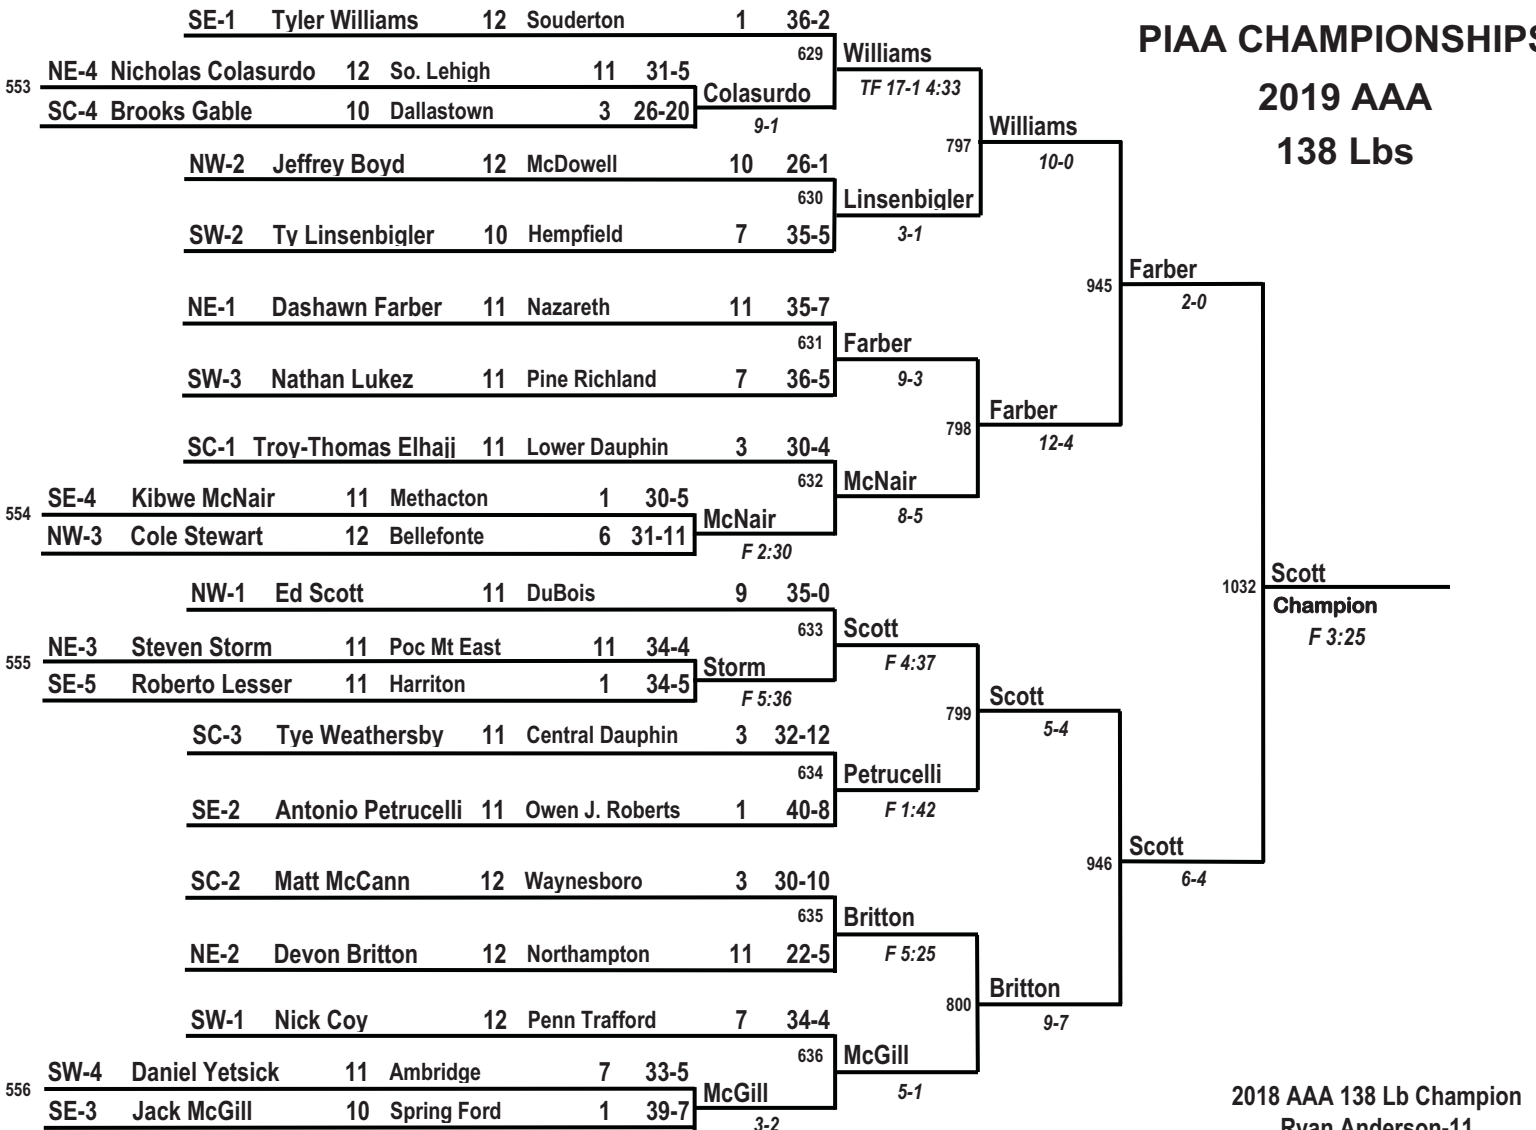 PIAA CHAMPIONSHIPS
2019 AAA
138 Lbs
SE-1 Tyler Williams 12 Souderton 1 36-2
629 Williams
TF 17-1 4:33
553 NE-4 Nicholas Colasurdo 12 So. Lehigh 11 31-5
Colasurdo
SC-4 Brooks Gable 10 Dallastown 3 26-20
9-1
797 Williams
10-0
NW-2 Jeffrey Boyd 12 McDowell 10 26-1
630 Linsenbigler
3-1
SW-2 Ty Linsenbigler 10 Hempfield 7 35-5
945 Farber
2-0
NE-1 Dashawn Farber 11 Nazareth 11 35-7
631 Farber
9-3
SW-3 Nathan Lukez 11 Pine Richland 7 36-5
798 Farber
12-4
SC-1 Troy-Thomas Elhajj 11 Lower Dauphin 3 30-4
632 McNair
8-5
554 SE-4 Kibwe McNair 11 Methacton 1 30-5
McNair
NW-3 Cole Stewart 12 Bellefonte 6 31-11
F 2:30
1032 Scott
Champion
F 3:25
NW-1 Ed Scott 11 DuBois 9 35-0
633 Scott
F 4:37
555 NE-3 Steven Storm 11 Poc Mt East 11 34-4
Storm
SE-5 Roberto Lesser 11 Harriton 1 34-5
F 5:36
799 Scott
5-4
SC-3 Tye Weathersby 11 Central Dauphin 3 32-12
634 Petrucelli
F 1:42
SE-2 Antonio Petrucelli 11 Owen J. Roberts 1 40-8
946 Scott
6-4
SC-2 Matt McCann 12 Waynesboro 3 30-10
635 Britton
F 5:25
NE-2 Devon Britton 12 Northampton 11 22-5
800 Britton
9-7
SW-1 Nick Coy 12 Penn Trafford 7 34-4
636 McGill
5-1
556 SW-4 Daniel Yetsick 11 Ambridge 7 33-5
McGill
SE-3 Jack McGill 10 Spring Ford 1 39-7
3-2
2018 AAA 138 Lb Champion
Ryan Anderson-11